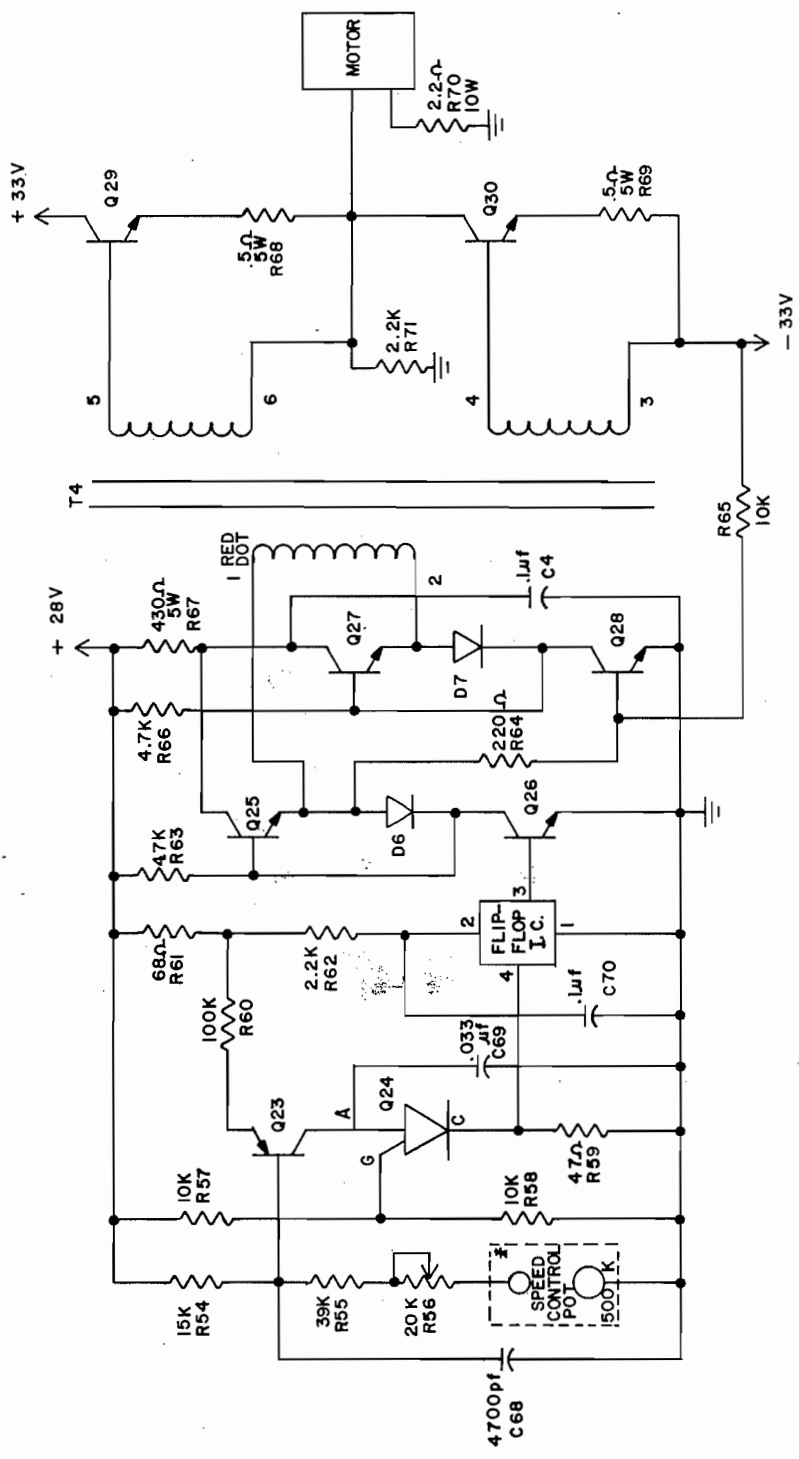 + 33V
MOTOR
Q29
2.2Ω
R70
10W
.5Ω
5W
R68
2.2K
R71
Q30
.5Ω
5W
R69
5
6
4
3
- 33V
T4
R65
10K
+ 28V
1 RED
DOT
2
430Ω
5W
R67
Q27
.1µf
C4
4.7K
R66
D7
Q28
220Ω
R64
47K
R63
Q25
D6
Q26
68Ω
R61
2.2K
R62
2
3
FLIP-
FLOP
I.C.
4
1
100K
R60
.1µf
C70
.033
µf
C69
Q23
A
Q24
G
C
47Ω
R59
10K
R57
10K
R58
15K
R54
39K
R55
20K
R56
*
SPEED
CONTROL
POT
500K
4700pf
C68